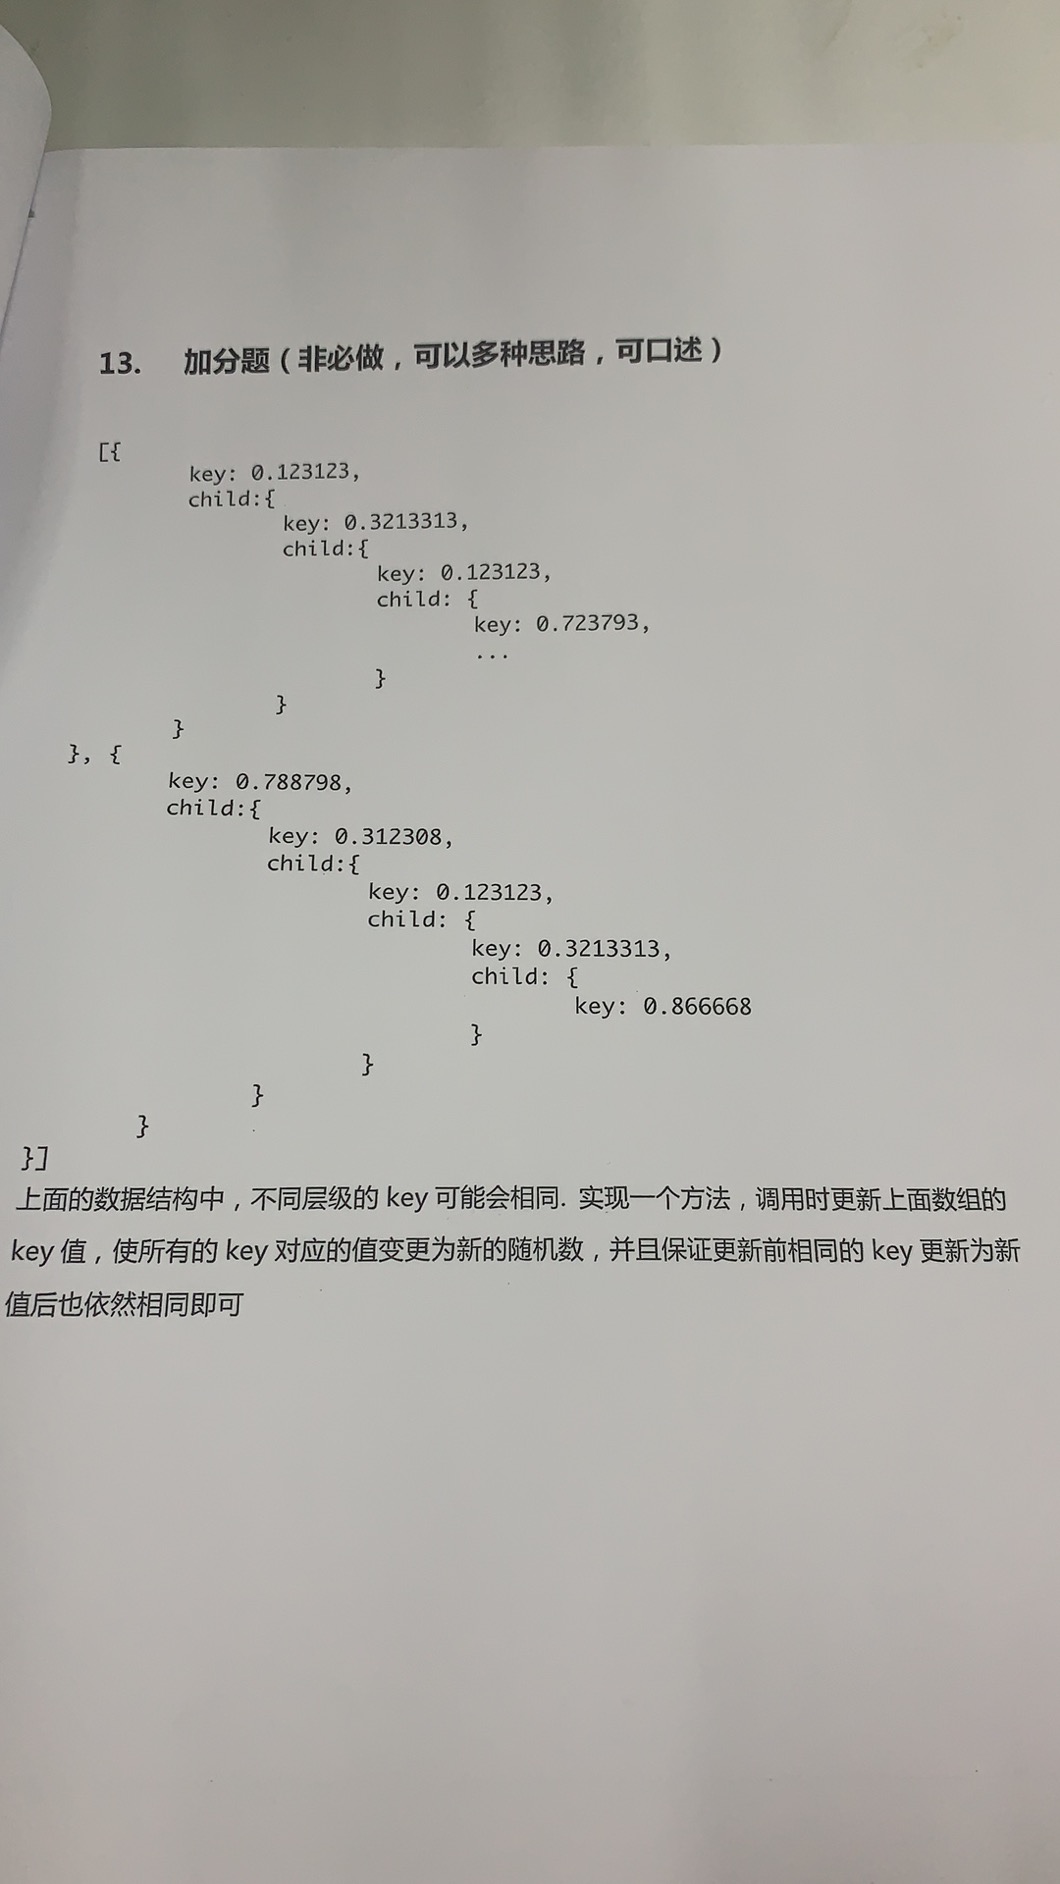 13. 加分题（非必做，可以多种思路，可口述）
[{
key: 0.123123,
child:{
key: 0.3213313,
child:{
key: 0.123123,
child: {
key: 0.723793,
...
}
}
}
}, {
key: 0.788798,
child:{
key: 0.312308,
child:{
key: 0.123123,
child: {
key: 0.3213313,
child: {
key: 0.866668
}
}
}
}
}]
上面的数据结构中，不同层级的 key 可能会相同. 实现一个方法，调用时更新上面数组的
key 值，使所有的 key 对应的值变更为新的随机数，并且保证更新前相同的 key 更新为新
值后也依然相同即可